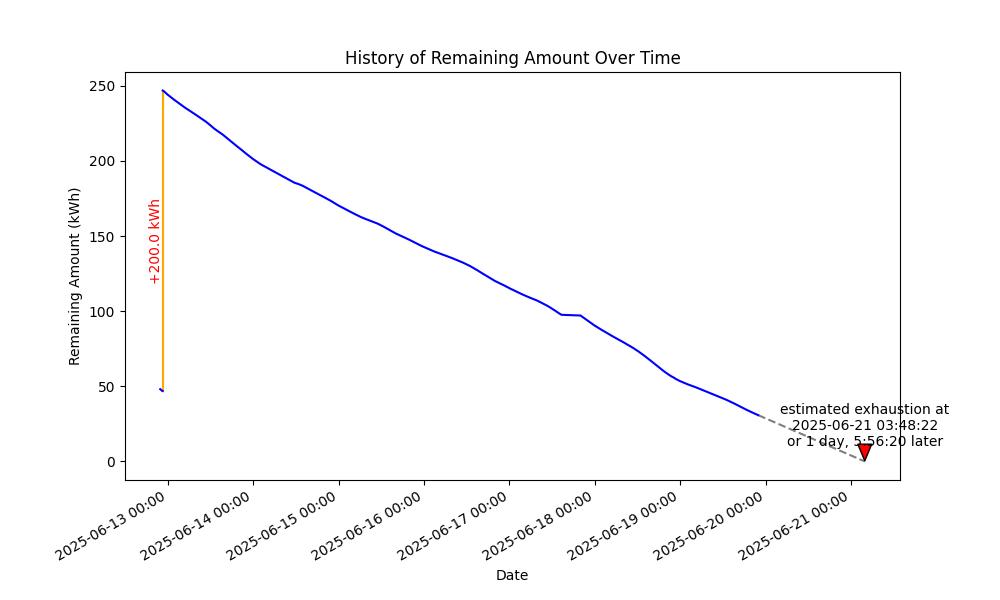 History of Remaining Amount Over Time
Remaining Amount (kWh)
250
200
150
100
50
0
+200.0 kWh
estimated exhaustion at
2025-06-21 03:48:22
or 1 day, 5:56:20 later
2025-06-13 00:00
2025-06-14 00:00
2025-06-15 00:00
2025-06-16 00:00
2025-06-17 00:00
2025-06-18 00:00
2025-06-19 00:00
2025-06-20 00:00
2025-06-21 00:00
Date